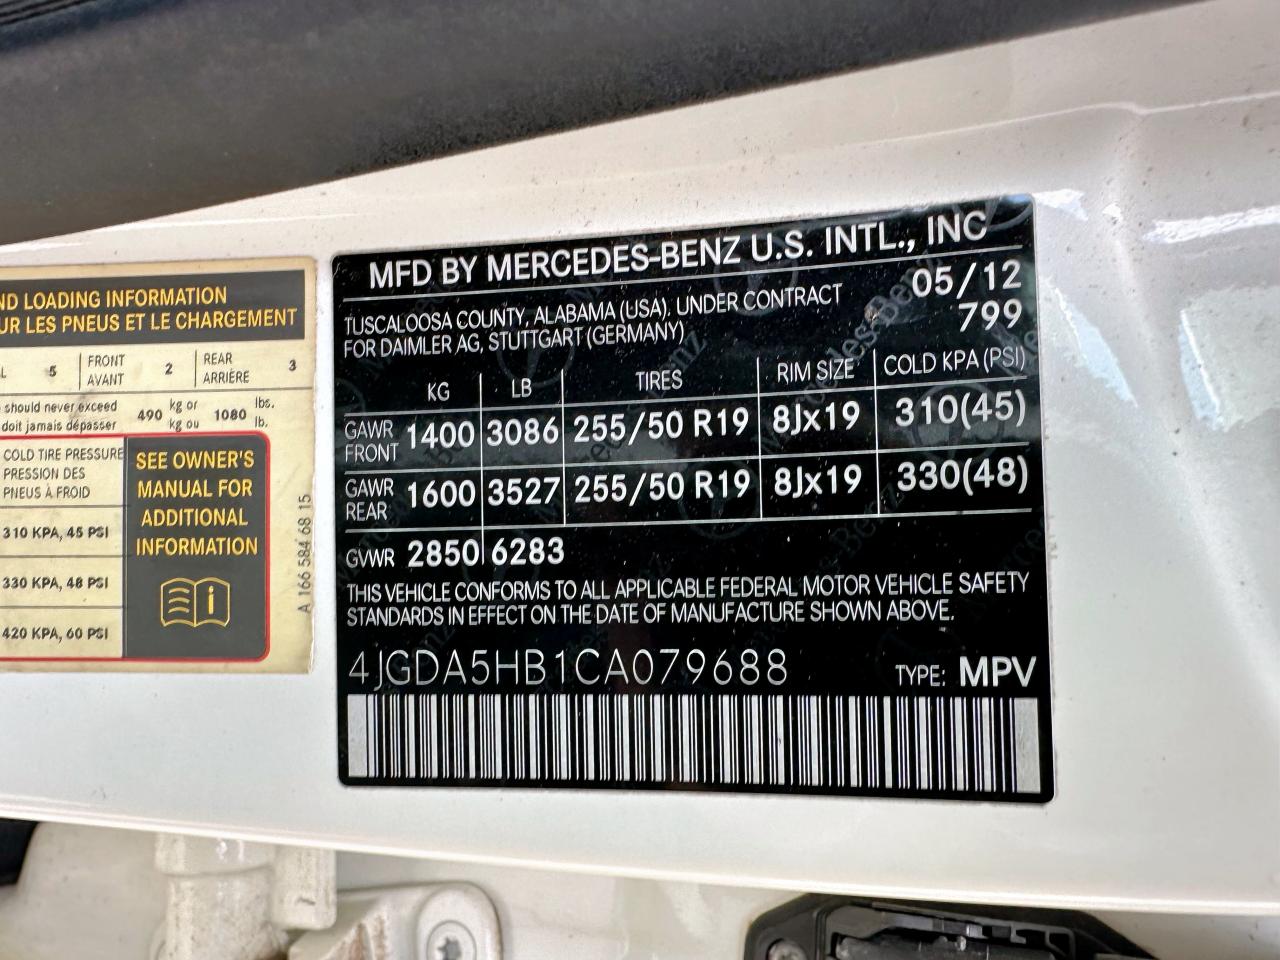 ND LOADING INFORMATION
UR LES PNEUS ET LE CHARGEMENT
L 5 FRONT AVANT 2 REAR ARRIÈRE 3
should never exceed 490 kg or 1080 lbs.
doit jamais dépasser kg ou lb.
COLD TIRE PRESSURE
PRESSION DES
PNEUS À FROID
310 KPA, 45 PSI
330 KPA, 48 PSI
420 KPA, 60 PSI
SEE OWNER'S
MANUAL FOR
ADDITIONAL
INFORMATION
A 166 584 68 15
MFD BY MERCEDES-BENZ U.S. INTL., INC
TUSCALOOSA COUNTY, ALABAMA (USA). UNDER CONTRACT
FOR DAIMLER AG, STUTTGART (GERMANY)
05/12
799
KG LB TIRES RIM SIZE COLD KPA (PSI)
GAWR FRONT 1400 3086 255/50 R19 8Jx19 310(45)
GAWR REAR 1600 3527 255/50 R19 8Jx19 330(48)
GVWR 2850 6283
THIS VEHICLE CONFORMS TO ALL APPLICABLE FEDERAL MOTOR VEHICLE SAFETY
STANDARDS IN EFFECT ON THE DATE OF MANUFACTURE SHOWN ABOVE.
4JGDA5HB1CA079688 TYPE: MPV